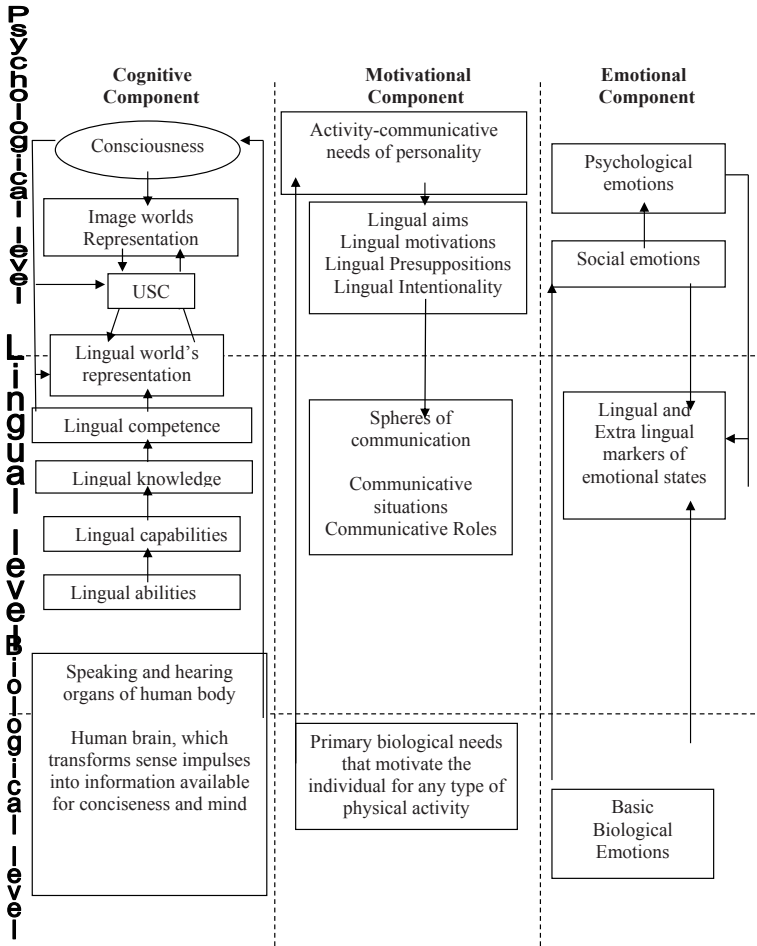 Psychological level
Lingual level
Biological level
Cognitive
Component
Consciousness
Image worlds
Representation
USC
Lingual world's
representation
Lingual competence
Lingual knowledge
Lingual capabilities
Lingual abilities
Speaking and hearing
organs of human body
Human brain, which
transforms sense impulses
into information available
for conciseness and mind
Motivational
Component
Activity-communicative
needs of personality
Lingual aims
Lingual motivations
Lingual Presuppositions
Lingual Intentionality
Spheres of
communication
Communicative
situations
Communicative Roles
Primary biological needs
that motivate the
individual for any type of
physical activity
Emotional
Component
Psychological
emotions
Social emotions
Lingual and
Extra lingual
markers of
emotional states
Basic
Biological
Emotions